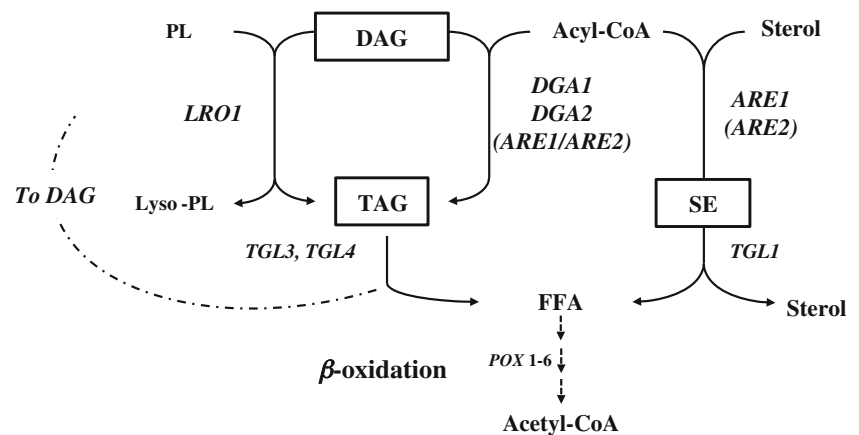 PL
DAG
Acyl-CoA
Sterol
LRO1
DGA1
DGA2
(ARE1/ARE2)
ARE1
(ARE2)
To DAG
Lyso -PL
TAG
SE
TGL3, TGL4
TGL1
FFA
Sterol
β-oxidation
POX 1-6
Acetyl-CoA